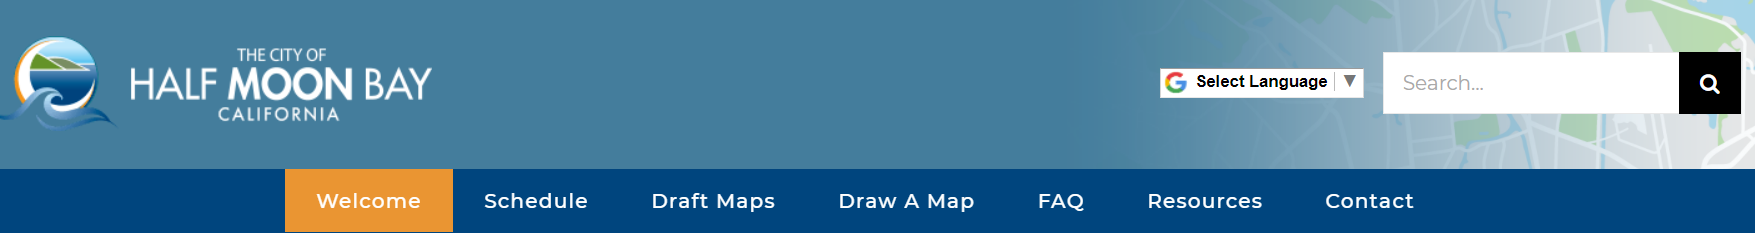 THE CITY OF
HALF MOON BAY
CALIFORNIA
Select Language
Search...
Welcome Schedule Draft Maps Draw A Map FAQ Resources Contact